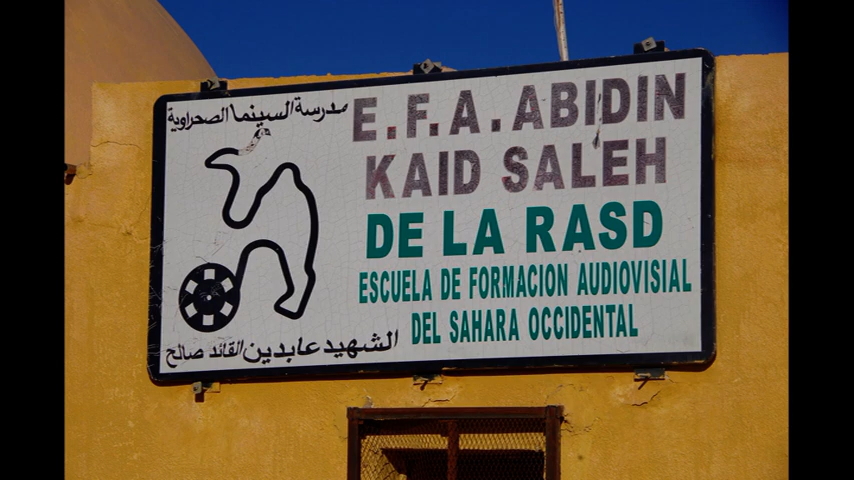 مدرسة السينما الصحراوية
E.F.A. ABIDIN
KAID SALEH
DE LA RASD
ESCUELA DE FORMACION AUDIOVISIAL
DEL SAHARA OCCIDENTAL
الشهيد عابدين القائد صالح